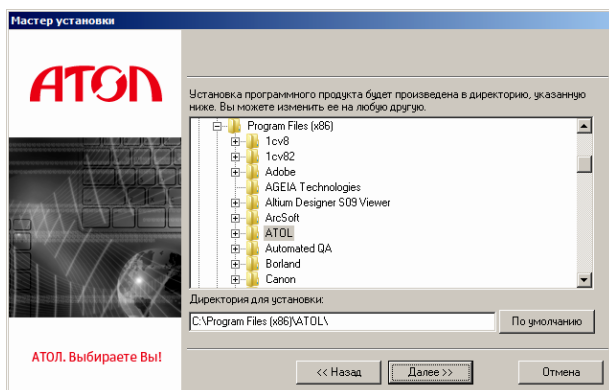 Мастер установки
АТОЛ
Установка программного продукта будет произведена в директорию, указанную
ниже. Вы можете изменить ее на любую другую.
Program Files (x86)
1cv8
1cv82
Adobe
AGEIA Technologies
Altium Designer S09 Viewer
ArcSoft
ATOL
Automated QA
Borland
Canon
Директория для установки:
C:\Program Files (x86)\ATOL\
По умолчанию
АТОЛ. Выбираете Вы!
<< Назад
Далее >>
Отмена